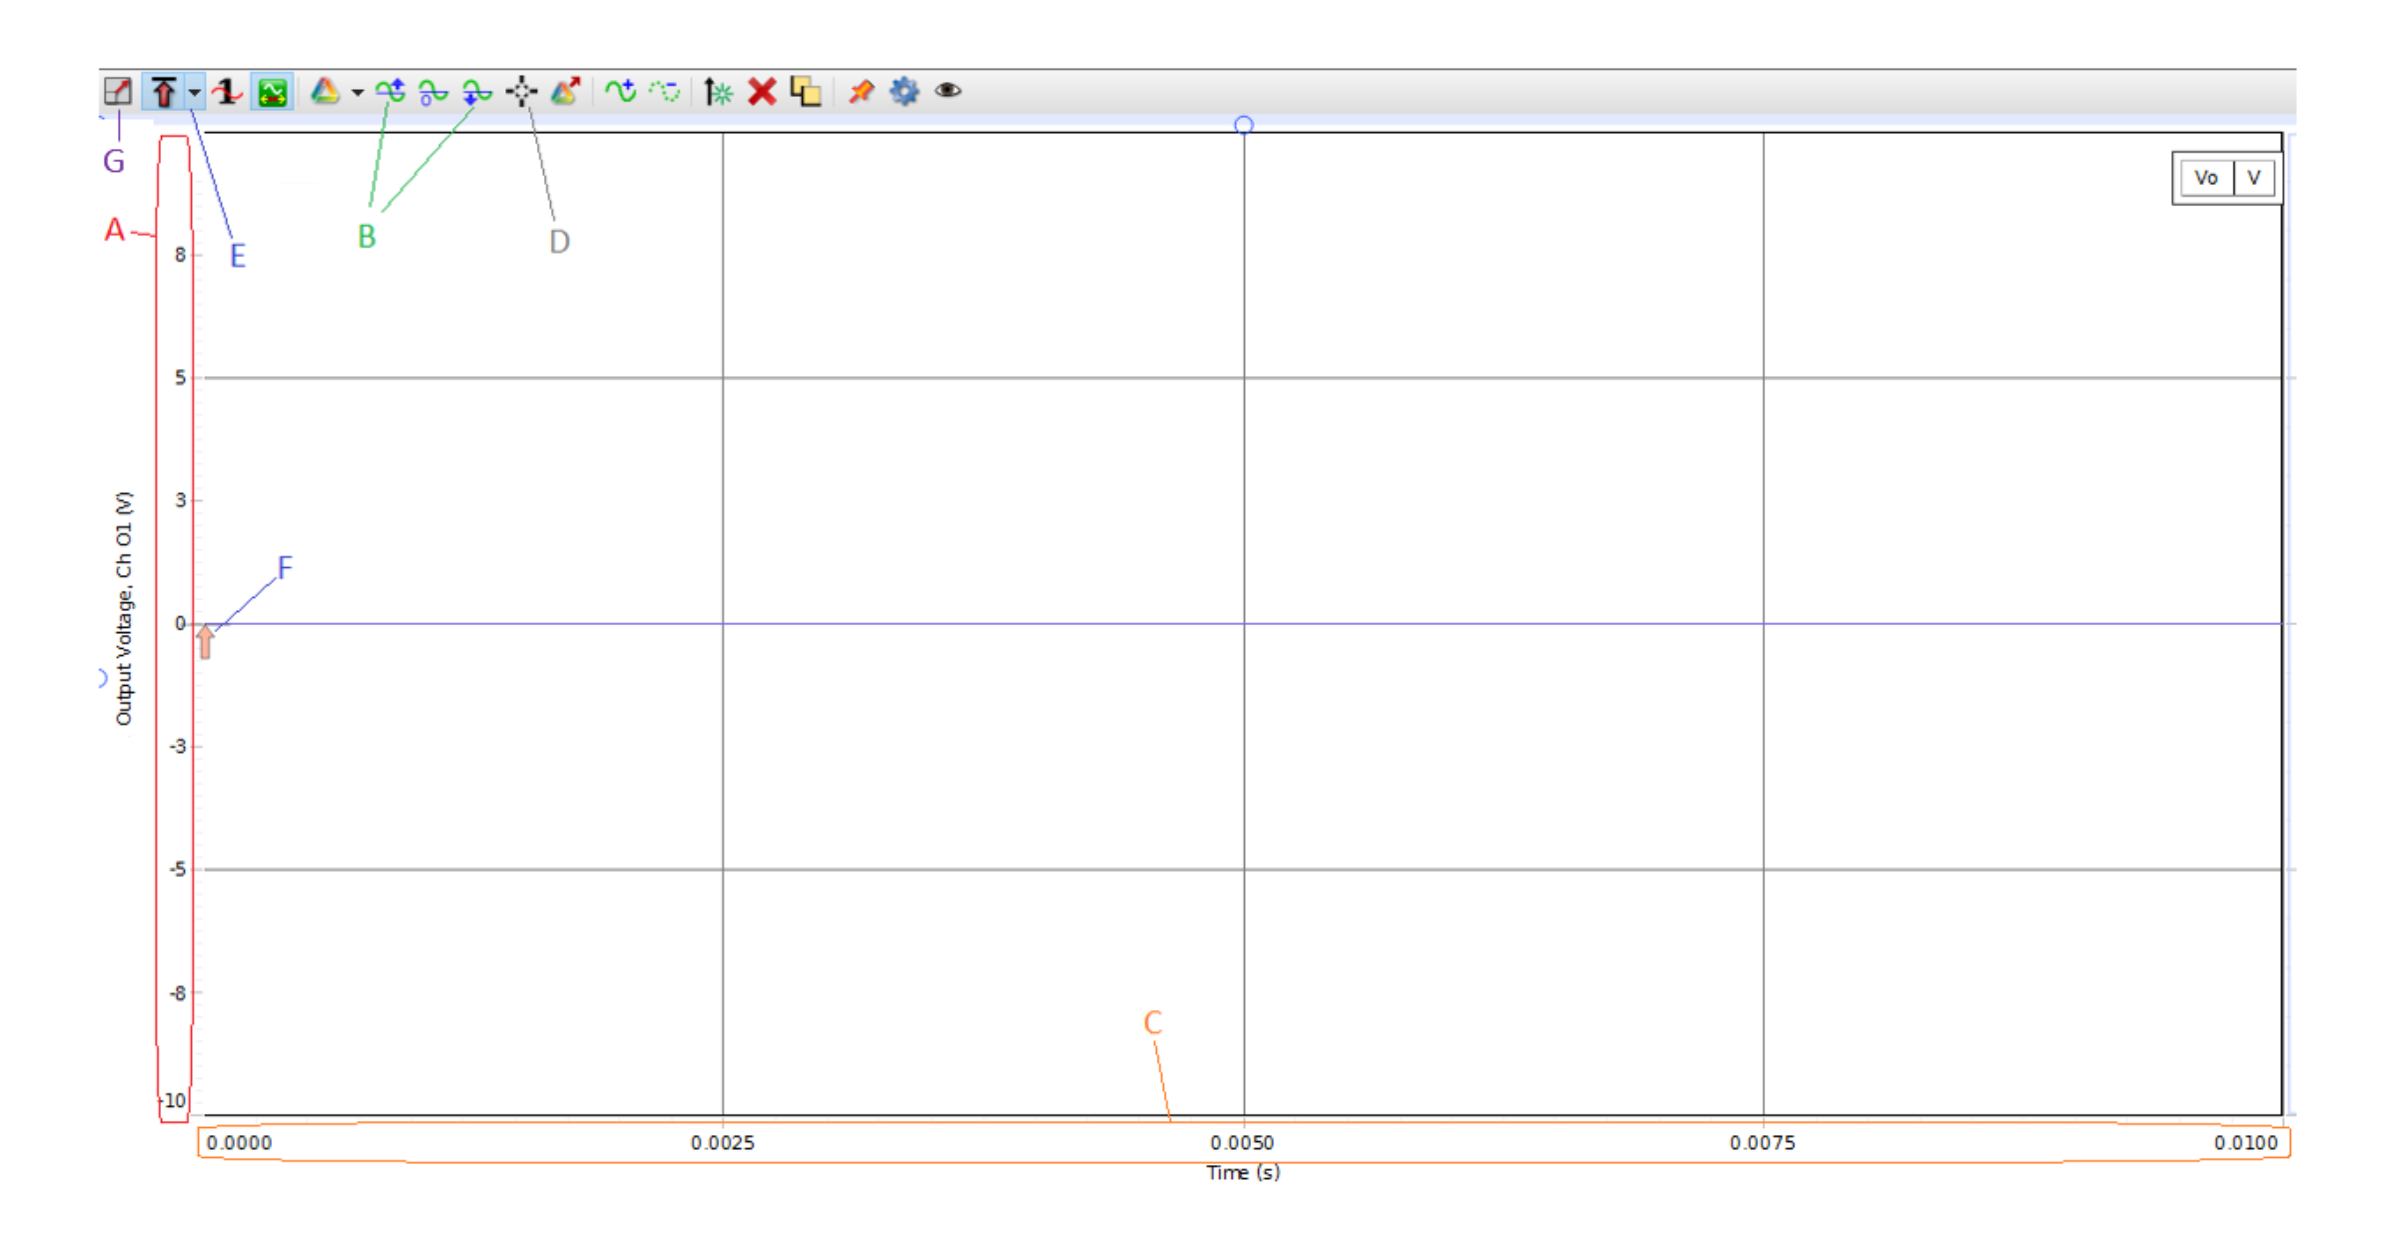 G
A
E
B
D
Vo V
8
5
3
F
0
-3
-5
-8
-10
Output Voltage, Ch O1 (V)
C
0.0000 0.0025 0.0050 0.0075 0.0100
Time (s)